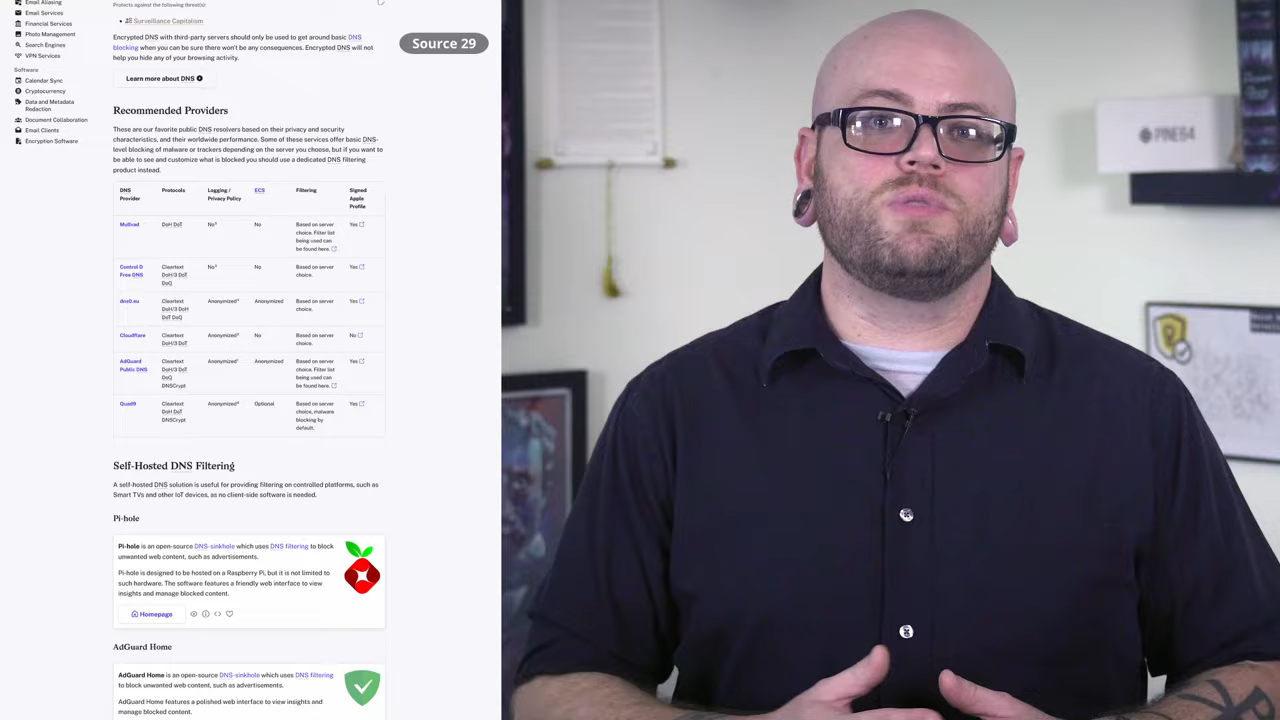 Email Aliasing
Email Services
Financial Services
Photo Management
Search Engines
VPN Services
Software
Calendar Sync
Cryptocurrency
Data and Metadata
Redaction
Document Collaboration
Email Clients
Encryption Software
Protects against the following threat(s):
Surveillance Capitalism
Encrypted DNS with third-party servers should only be used to get around basic DNS
blocking when you can be sure there won't be any consequences. Encrypted DNS will not
help you hide any of your browsing activity.
Learn more about DNS
Recommended Providers
These are our favorite public DNS resolvers based on their privacy and security
characteristics, and their worldwide performance. Some of these services offer basic DNS-
level blocking of malware or trackers depending on the server you choose, but if you want to
be able to see and customize what is blocked you should use a dedicated DNS filtering
product instead.
DNS Provider Protocols Logging / Privacy Policy ECS Filtering Signed Apple Profile
Mullvad DoH DoT No No Based on server choice. Filter list being used can be found here. Yes
Control D Free DNS Cleartext DoH/3 DoT DoQ No No Based on server choice. Yes
dns0.eu Cleartext DoH/3 DoH DoT DoQ Anonymized Anonymized Based on server choice. Yes
Cloudflare Cleartext DoH/3 DoT Anonymized No Based on server choice. No
AdGuard Public DNS Cleartext DoH/3 DoT DoQ DNSCrypt Anonymized Anonymized Based on server choice. Filter list being used can be found here. Yes
Quad9 Cleartext DoH DoT DNSCrypt Anonymized Optional Based on server choice, malware blocking by default. Yes
Self-Hosted DNS Filtering
A self-hosted DNS solution is useful for providing filtering on controlled platforms, such as
Smart TVs and other IoT devices, as no client-side software is needed.
Pi-hole
Pi-hole is an open-source DNS-sinkhole which uses DNS filtering to block
unwanted web content, such as advertisements.
Pi-hole is designed to be hosted on a Raspberry Pi, but it is not limited to
such hardware. The software features a friendly web interface to view
insights and manage blocked content.
Homepage
AdGuard Home
AdGuard Home is an open-source DNS-sinkhole which uses DNS filtering
to block unwanted web content, such as advertisements.
AdGuard Home features a polished web interface to view insights and
manage blocked content.
Source 29
PINE64